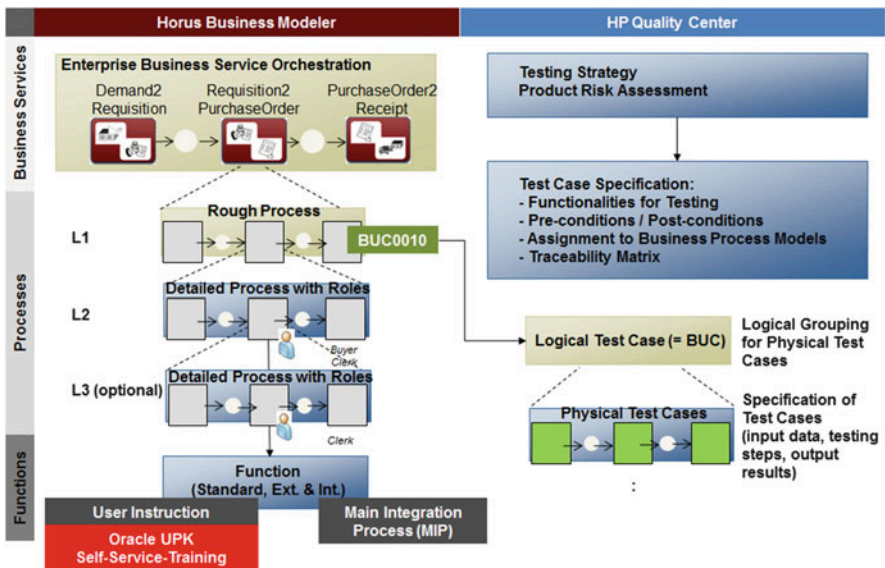 Horus Business Modeler
HP Quality Center
Business Services
Enterprise Business Service Orchestration
Demand2
Requisition
Requisition2
PurchaseOrder
PurchaseOrder2
Receipt
Testing Strategy
Product Risk Assessment
Test Case Specification:
- Functionalities for Testing
- Pre-conditions / Post-conditions
- Assignment to Business Process Models
- Traceability Matrix
Processes
L1
Rough Process
BUC0010
L2
Detailed Process with Roles
Buyer
Clerk
L3 (optional)
Detailed Process with Roles
Clerk
Logical Test Case (= BUC)
Logical Grouping
for Physical Test
Cases
Physical Test Cases
Specification of
Test Cases
(input data, testing
steps, output
results)
:
Functions
Function
(Standard, Ext. & Int.)
User Instruction
Oracle UPK
Self-Service-Training
Main Integration
Process (MIP)